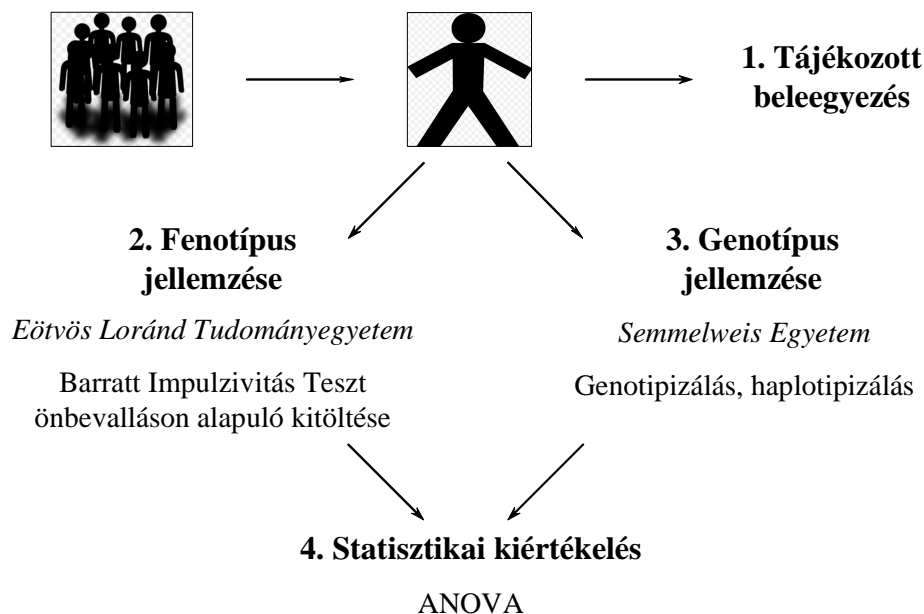 1. Tájékozott
beleegyezés
2. Fenotípus
jellemzése
Eötvös Loránd Tudományegyetem
Barratt Impulzivitás Teszt
önbevalláson alapuló kitöltése
3. Genotípus
jellemzése
Semmelweis Egyetem
Genotipizálás, haplotipizálás
4. Statisztikai kiértékelés
ANOVA